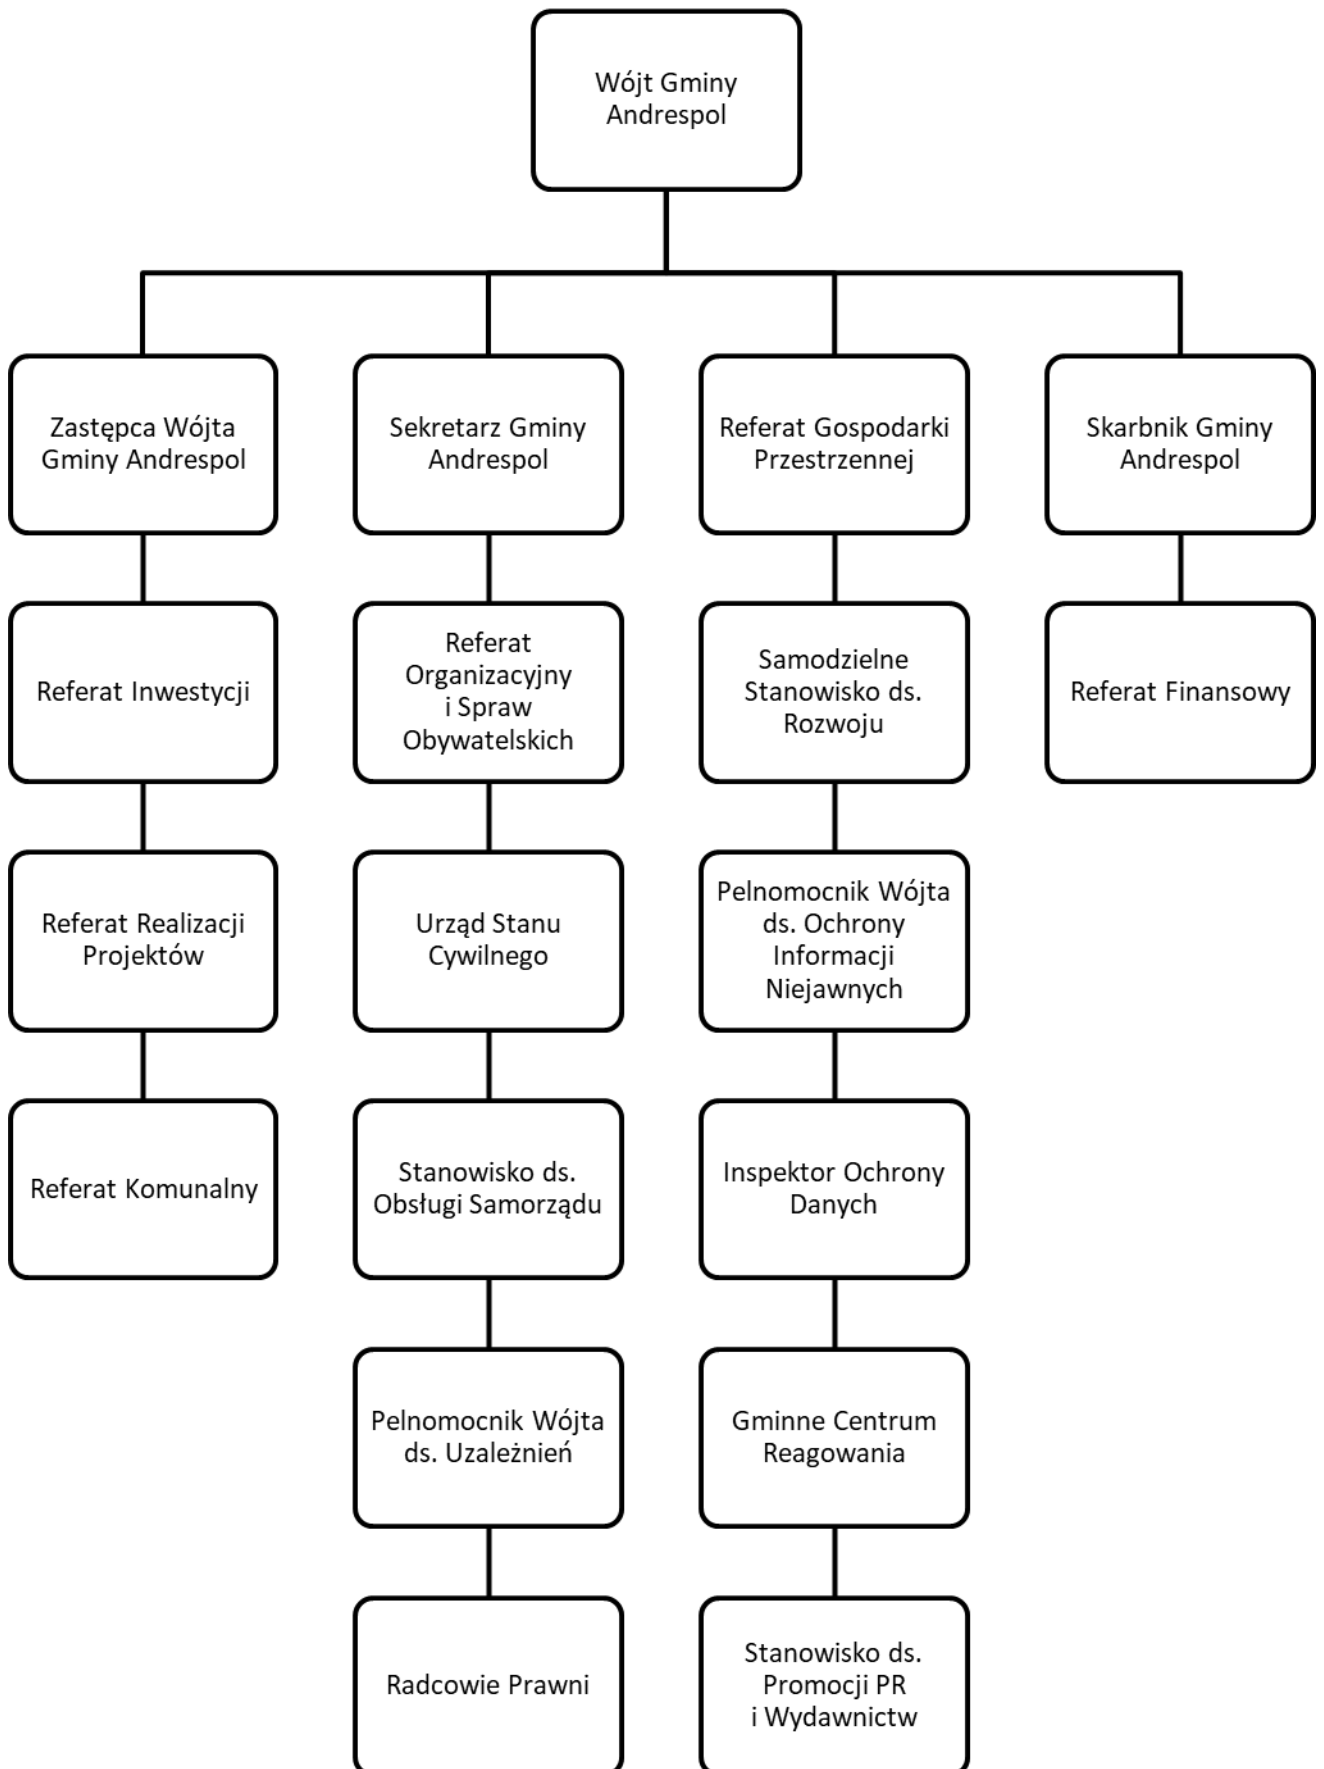 Wójt Gminy
Andrespol
Zastępca Wójta
Gminy Andrespol
Sekretarz Gminy
Andrespol
Referat Gospodarki
Przestrzennej
Skarbnik Gminy
Andrespol
Referat Inwestycji
Referat
Organizacyjny
i Spraw
Obywatelskich
Samodzielne
Stanowisko ds.
Rozwoju
Referat Finansowy
Referat Realizacji
Projektów
Urząd Stanu
Cywilnego
Pelnomocnik Wójta
ds. Ochrony
Informacji
Niejawnych
Referat Komunalny
Stanowisko ds.
Obsługi Samorządu
Inspektor Ochrony
Danych
Pelnomocnik Wójta
ds. Uzależnień
Gminne Centrum
Reagowania
Radcowie Prawni
Stanowisko ds.
Promocji PR
i Wydawnictw